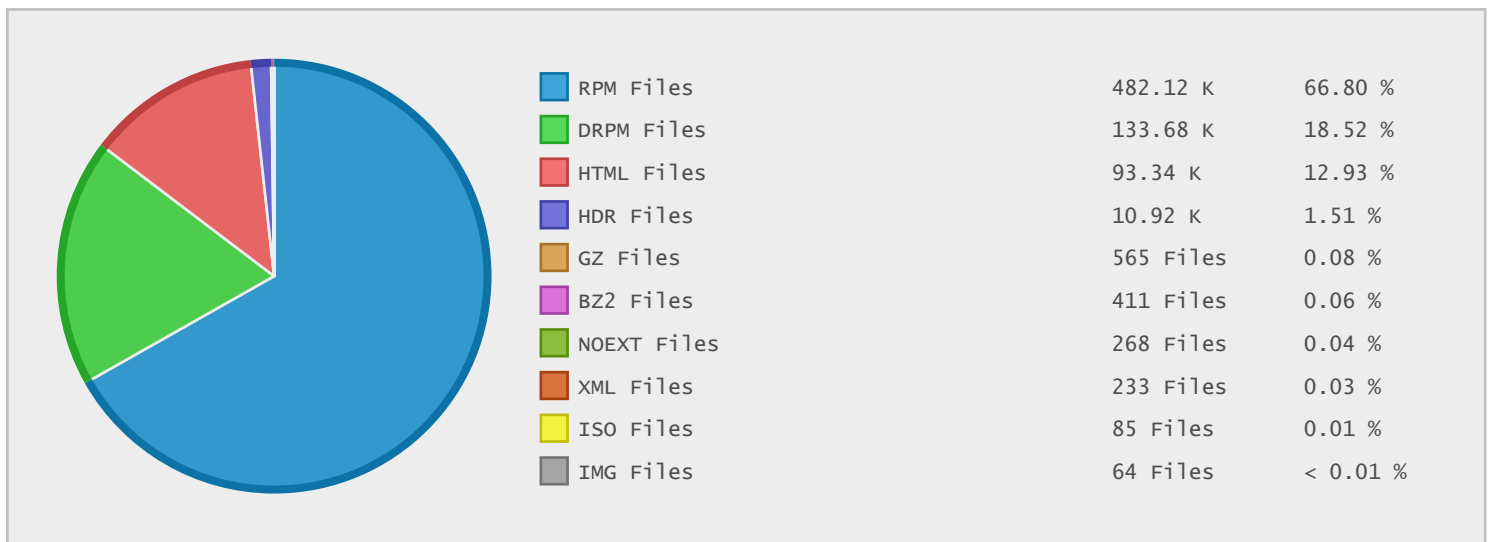 RPM Files 482.12 K 66.80 %
DRPM Files 133.68 K 18.52 %
HTML Files 93.34 K 12.93 %
HDR Files 10.92 K 1.51 %
GZ Files 565 Files 0.08 %
BZ2 Files 411 Files 0.06 %
NOEXT Files 268 Files 0.04 %
XML Files 233 Files 0.03 %
ISO Files 85 Files 0.01 %
IMG Files 64 Files < 0.01 %